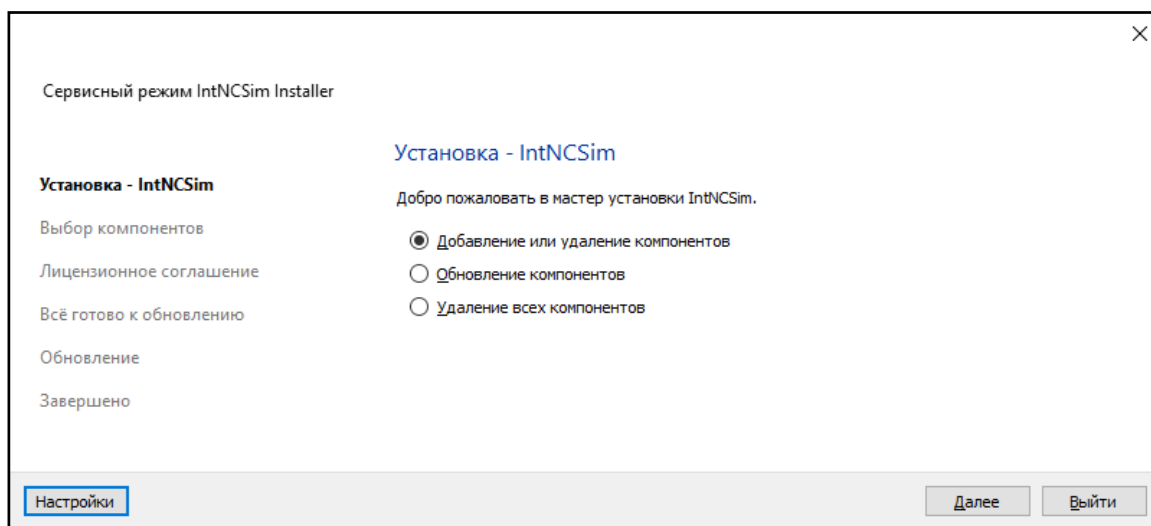 Сервисный режим IntNCSim Installer
Установка - IntNCSim
Выбор компонентов
Лицензионное соглашение
Всё готово к обновлению
Обновление
Завершено
Установка - IntNCSim
Добро пожаловать в мастер установки IntNCSim.
Добавление или удаление компонентов
Обновление компонентов
Удаление всех компонентов
Настройки
Далее
Выйти